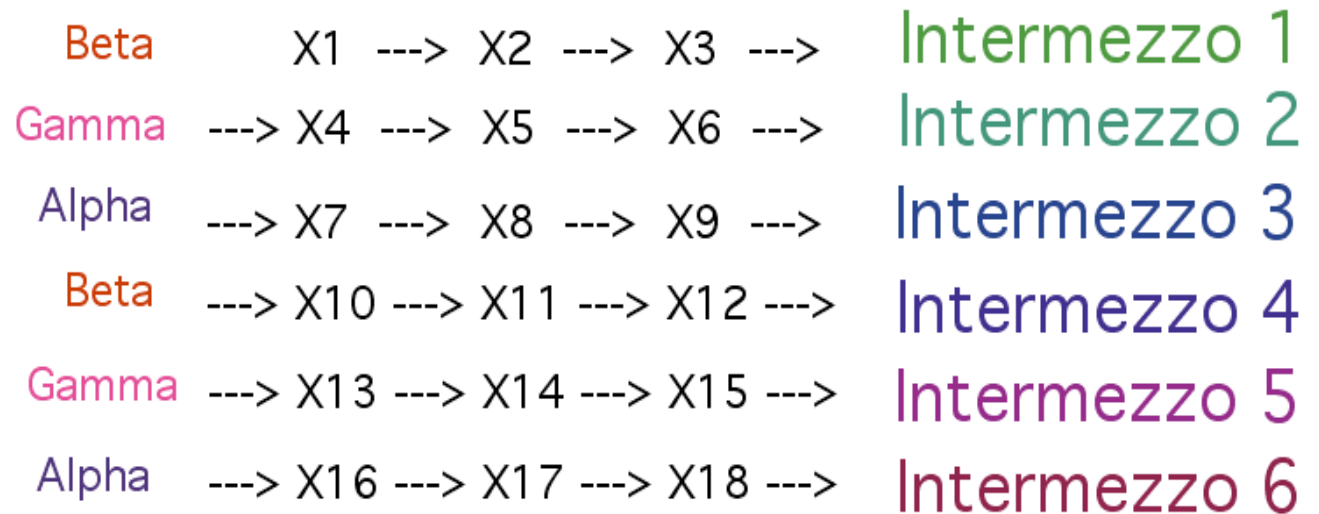 Beta X1 ---> X2 ---> X3 ---> Intermezzo 1
Gamma ---> X4 ---> X5 ---> X6 ---> Intermezzo 2
Alpha ---> X7 ---> X8 ---> X9 ---> Intermezzo 3
Beta ---> X10 ---> X11 ---> X12 ---> Intermezzo 4
Gamma ---> X13 ---> X14 ---> X15 ---> Intermezzo 5
Alpha ---> X16 ---> X17 ---> X18 ---> Intermezzo 6